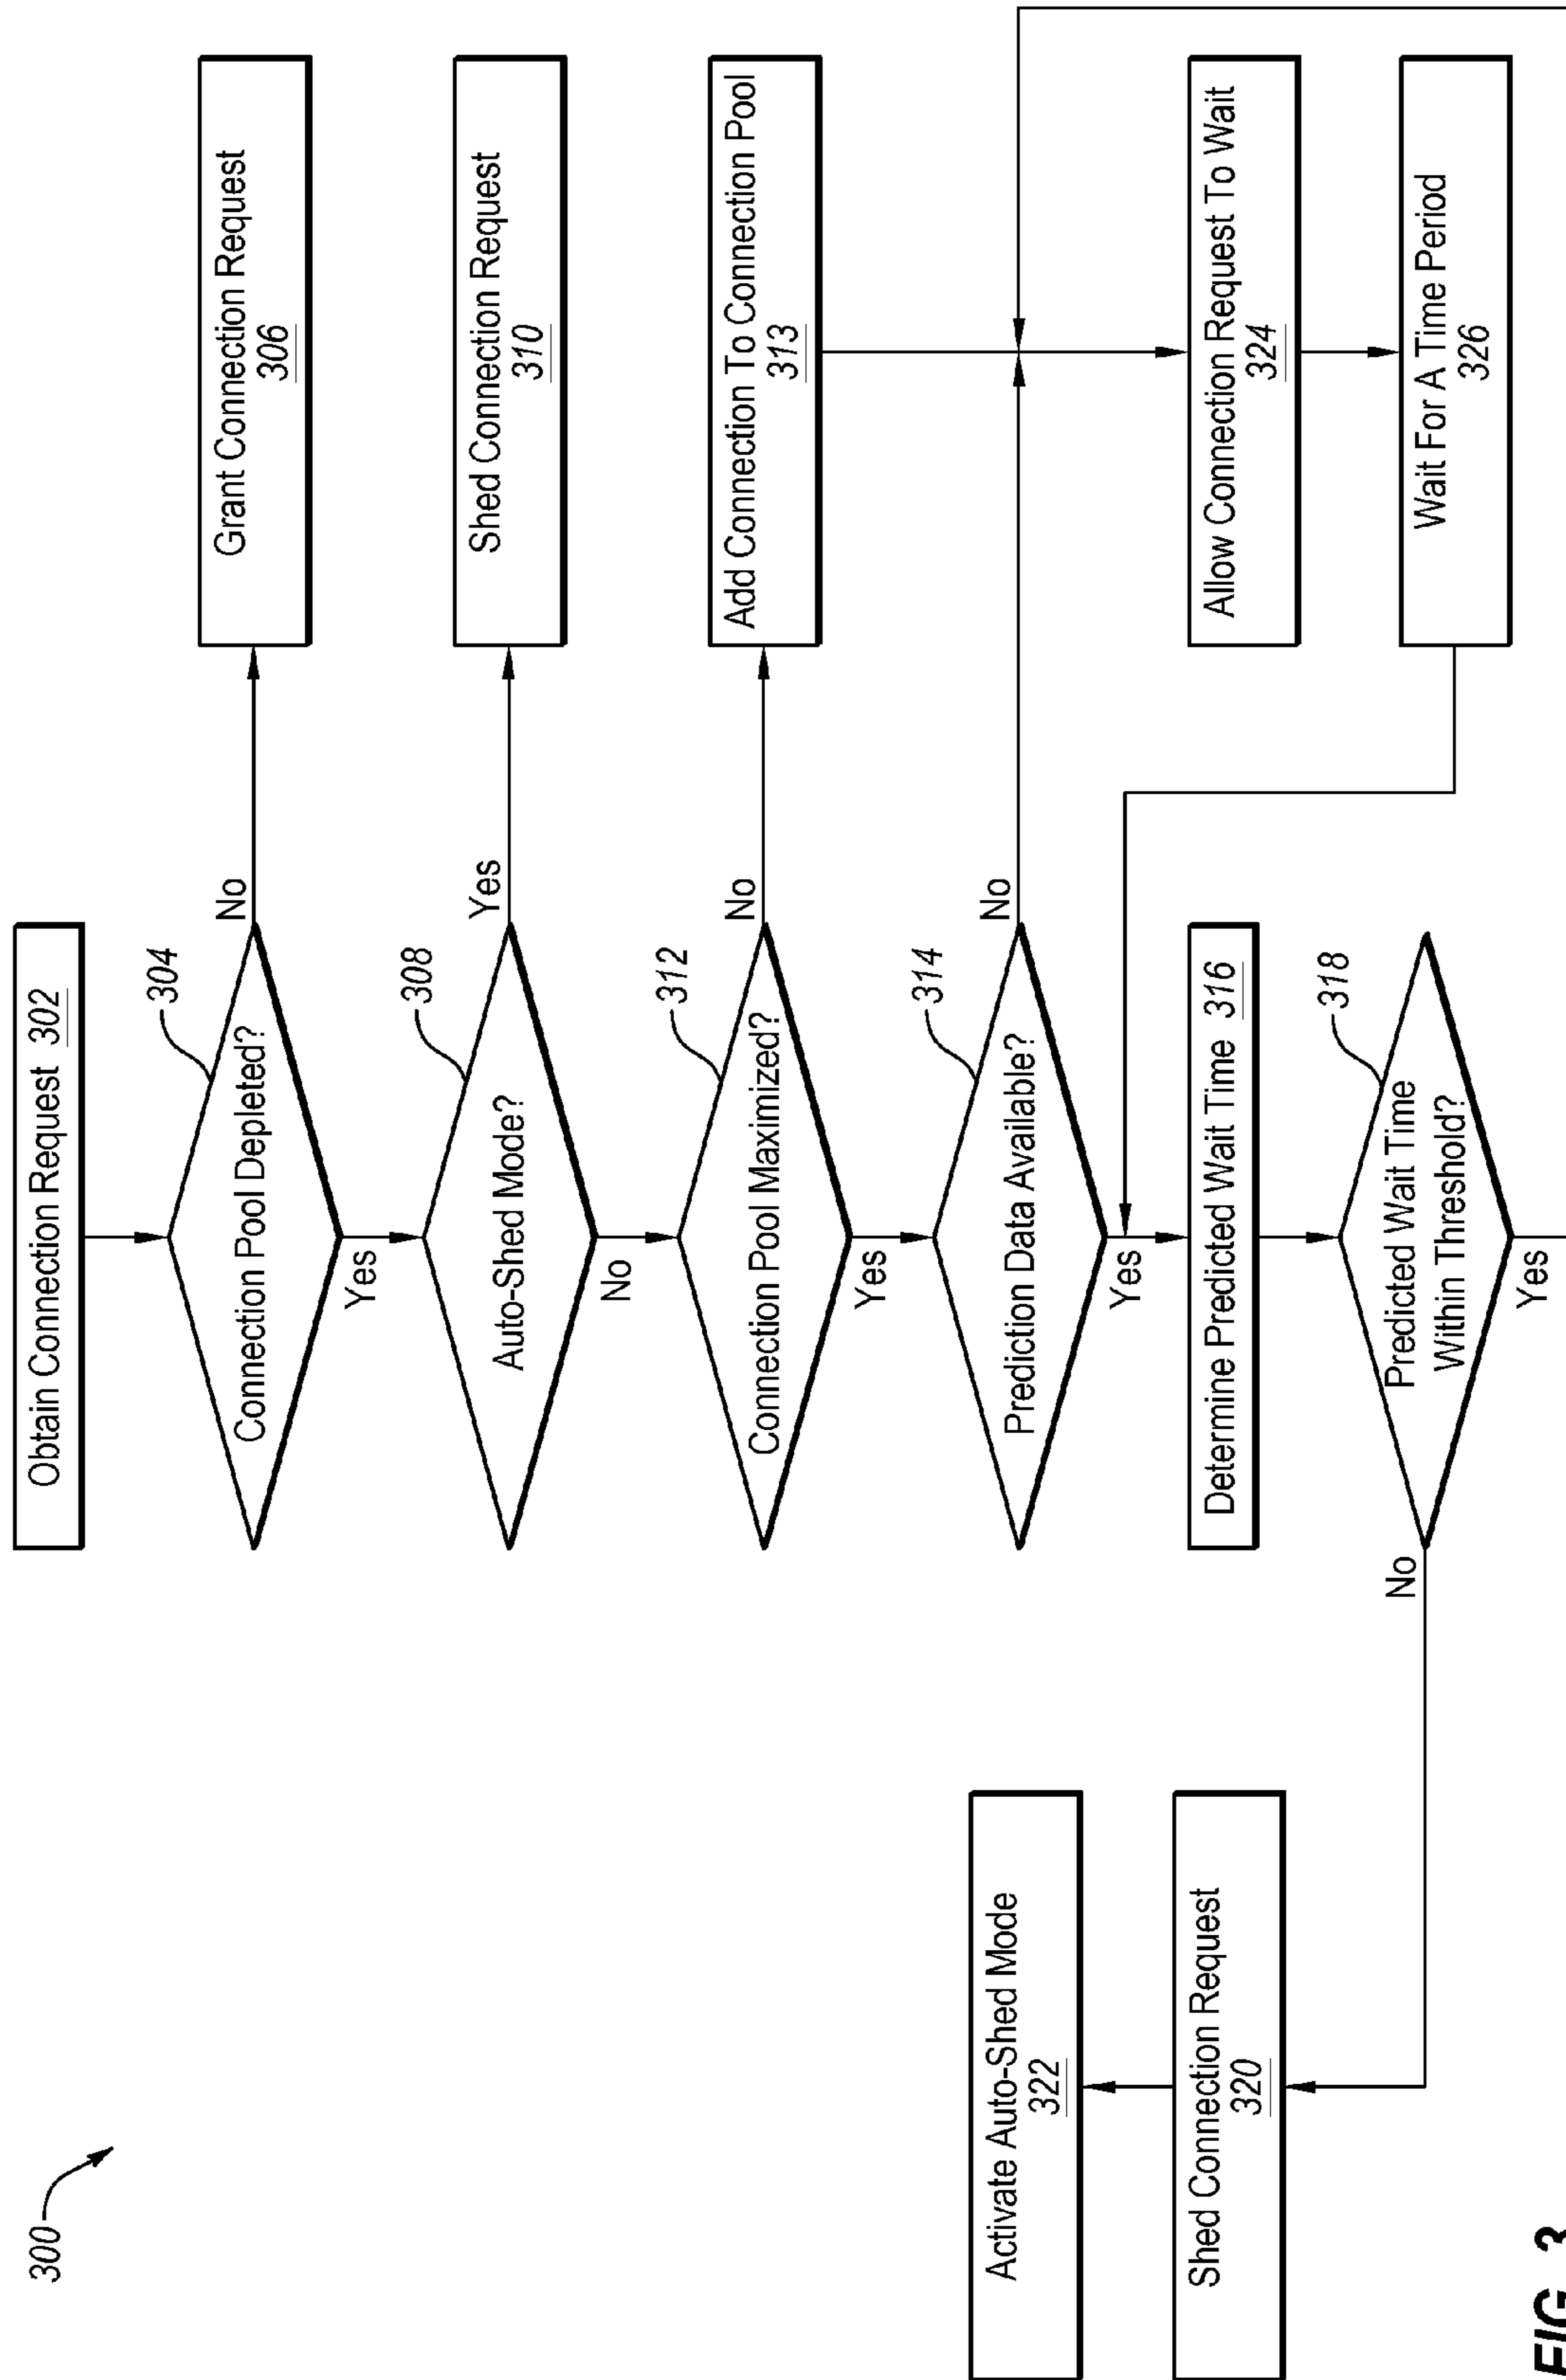 300
Obtain Connection Request 302
304
Connection Pool Depleted?
No
Yes
Grant Connection Request
306
308
Auto-Shed Mode?
Yes
No
Shed Connection Request
310
312
Connection Pool Maximized?
No
Yes
Add Connection To Connection Pool
313
314
Prediction Data Available?
No
Yes
Determine Predicted Wait Time 316
318
Predicted Wait Time
Within Threshold?
No
Yes
Activate Auto-Shed Mode
322
Shed Connection Request
320
Allow Connection Request To Wait
324
Wait For A Time Period
326
FIG. 3